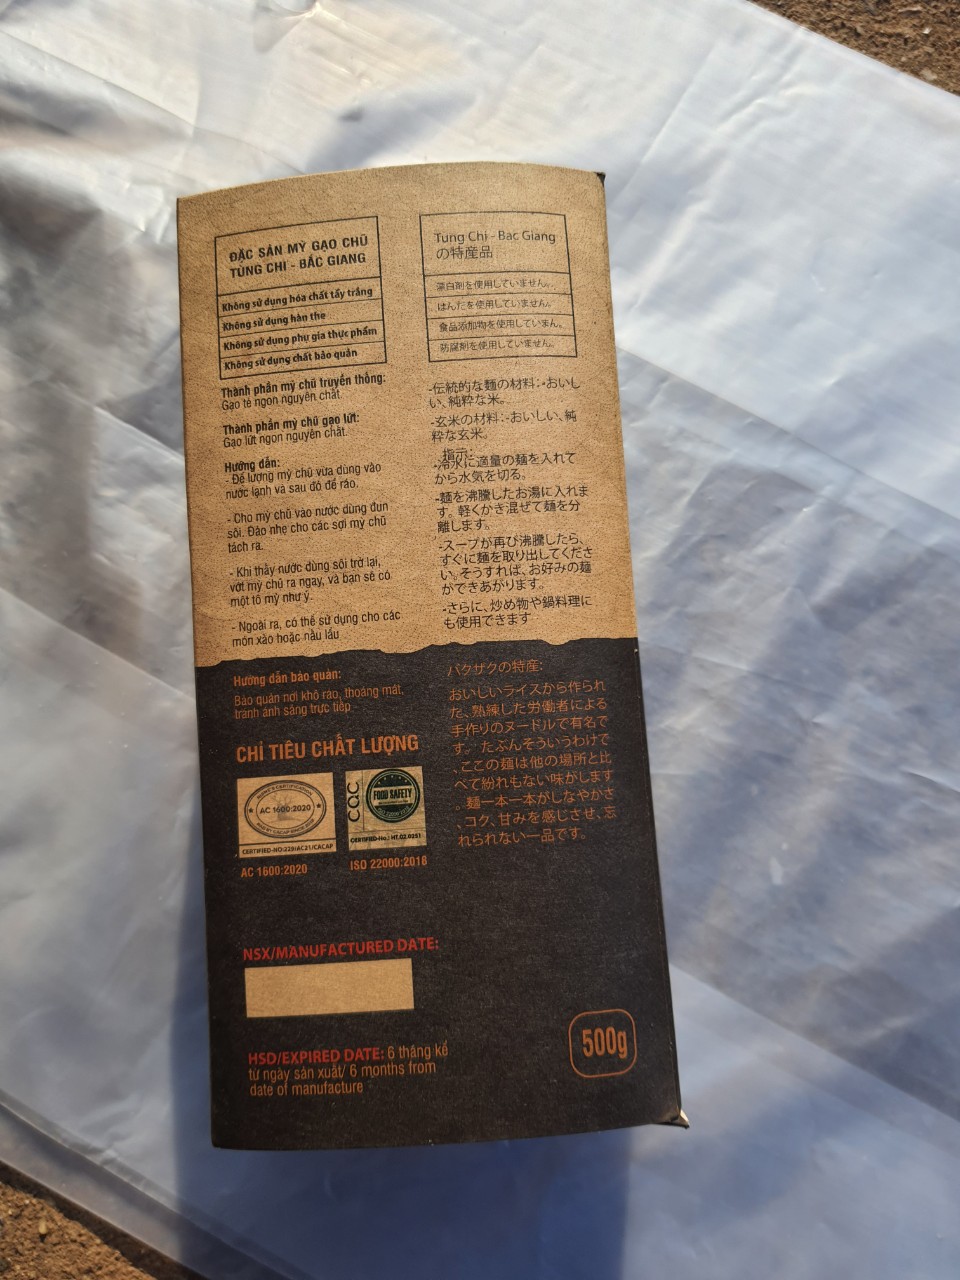 ĐẶC SẢN MỲ GẠO CHŨ
TÙNG CHI - BẮC GIANG
Không sử dụng hóa chất tẩy trắng
Không sử dụng hàn the
Không sử dụng phụ gia thực phẩm
Không sử dụng chất bảo quản
Thành phần mỳ chũ truyền thống:
Gạo tẻ ngon nguyên chất.
Thành phần mỳ chũ gạo lứt:
Gạo lứt ngon nguyên chất.
Hướng dẫn:
- Để lượng mỳ chũ vừa dùng vào
nước lạnh và sau đó để ráo.
- Cho mỳ chũ vào nước dùng đun
sôi. Đảo nhẹ cho các sợi mỳ chũ
tách ra.
- Khi thấy nước dùng sôi trở lại,
vớt mỳ chũ ra ngay, và bạn sẽ có
một tô mỳ như ý.
- Ngoài ra, có thể sử dụng cho các
món xào hoặc nấu lẩu
Hướng dẫn bảo quản:
Bảo quản nơi khô ráo, thoáng mát,
tránh ánh sáng trực tiếp
CHỈ TIÊU CHẤT LƯỢNG
AC 1600:2020
CERTIFIED-NO:229/AC21/CACAP
AC 1600:2020
CQC
FOOD SAFETY
ISO 22000:2018
CERTIFIED-No.: HT.02.0251
ISO 22000:2018
NSX/MANUFACTURED DATE:
HSD/EXPIRED DATE: 6 tháng kể
từ ngày sản xuất/ 6 months from
date of manufacture
Tung Chi - Bac Giang
の特産品
漂白剤を使用していません。
はんだを使用していません。
食品添加物を使用していまん。
防腐剤を使用していません。
-伝統的な麺の材料:-おいし
い、純粋な米。
-玄米の材料:-おいしい、純
粋な玄米。
指示:
-冷水に適量の麺を入れて
から水気を切る。
-麺を沸騰したお湯に入れま
す。軽くかき混ぜて麺を分
離します。
-スープが再び沸騰したら、
すぐに麺を取り出してくださ
い。そうすれば、お好みの麺
ができあがります。
-さらに、炒め物や鍋料理に
も使用できます
バクザクの特産:
おいしいライスから作られ
た、熟練した労働者による
手作りのヌードルで有名で
す。 たぶんそういうわけで
、ここの麺は他の場所と比
べて紛れもない味がします
。麺一本一本がしなやかさ
、コク、甘みを感じさせ、忘
れられない一品です。
500g